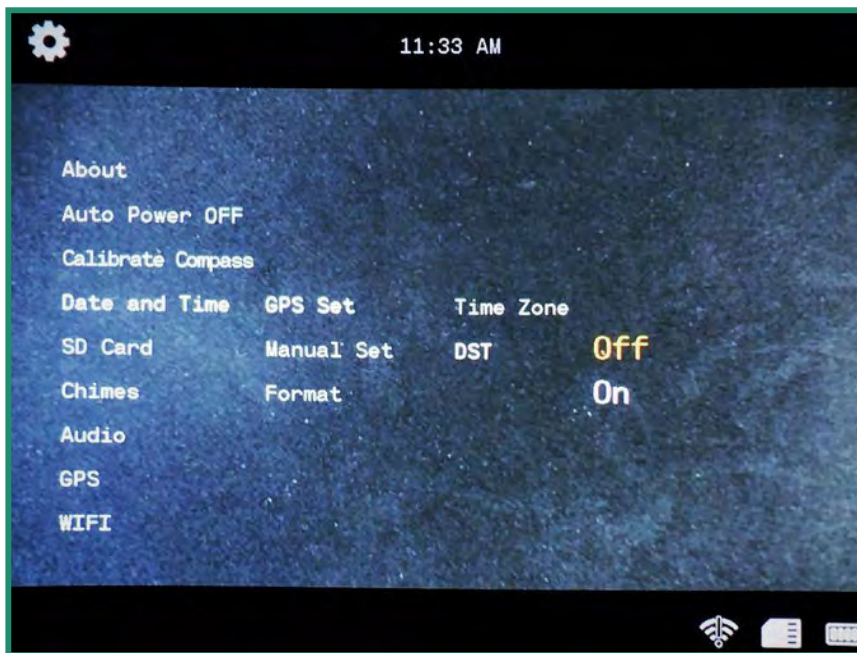 11:33 AM
About
Auto Power OFF
Calibrate Compass
Date and Time GPS Set Time Zone
SD Card Manual Set DST Off
Chimes Format On
Audio
GPS
WIFI